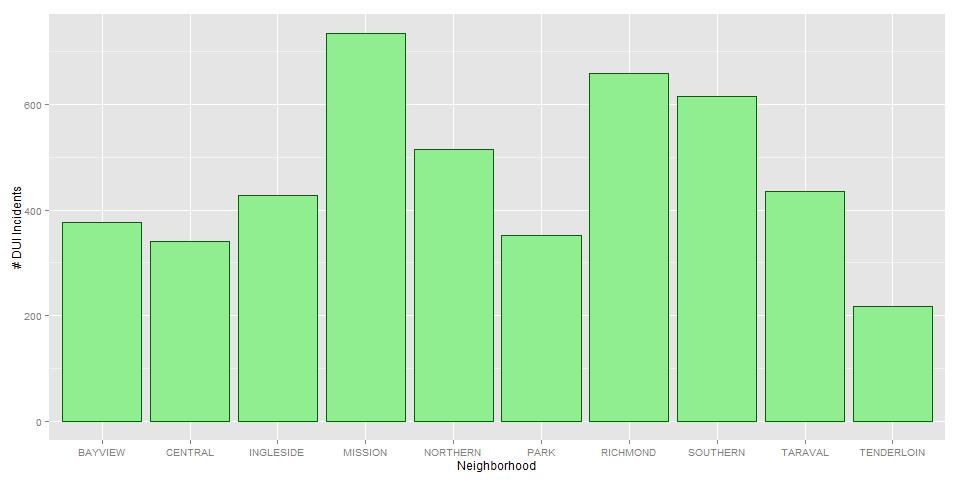 # DUI Incidents
600
400
200
0
BAYVIEW CENTRAL INGLESIDE MISSION NORTHERN PARK RICHMOND SOUTHERN TARAVAL TENDERLOIN
Neighborhood